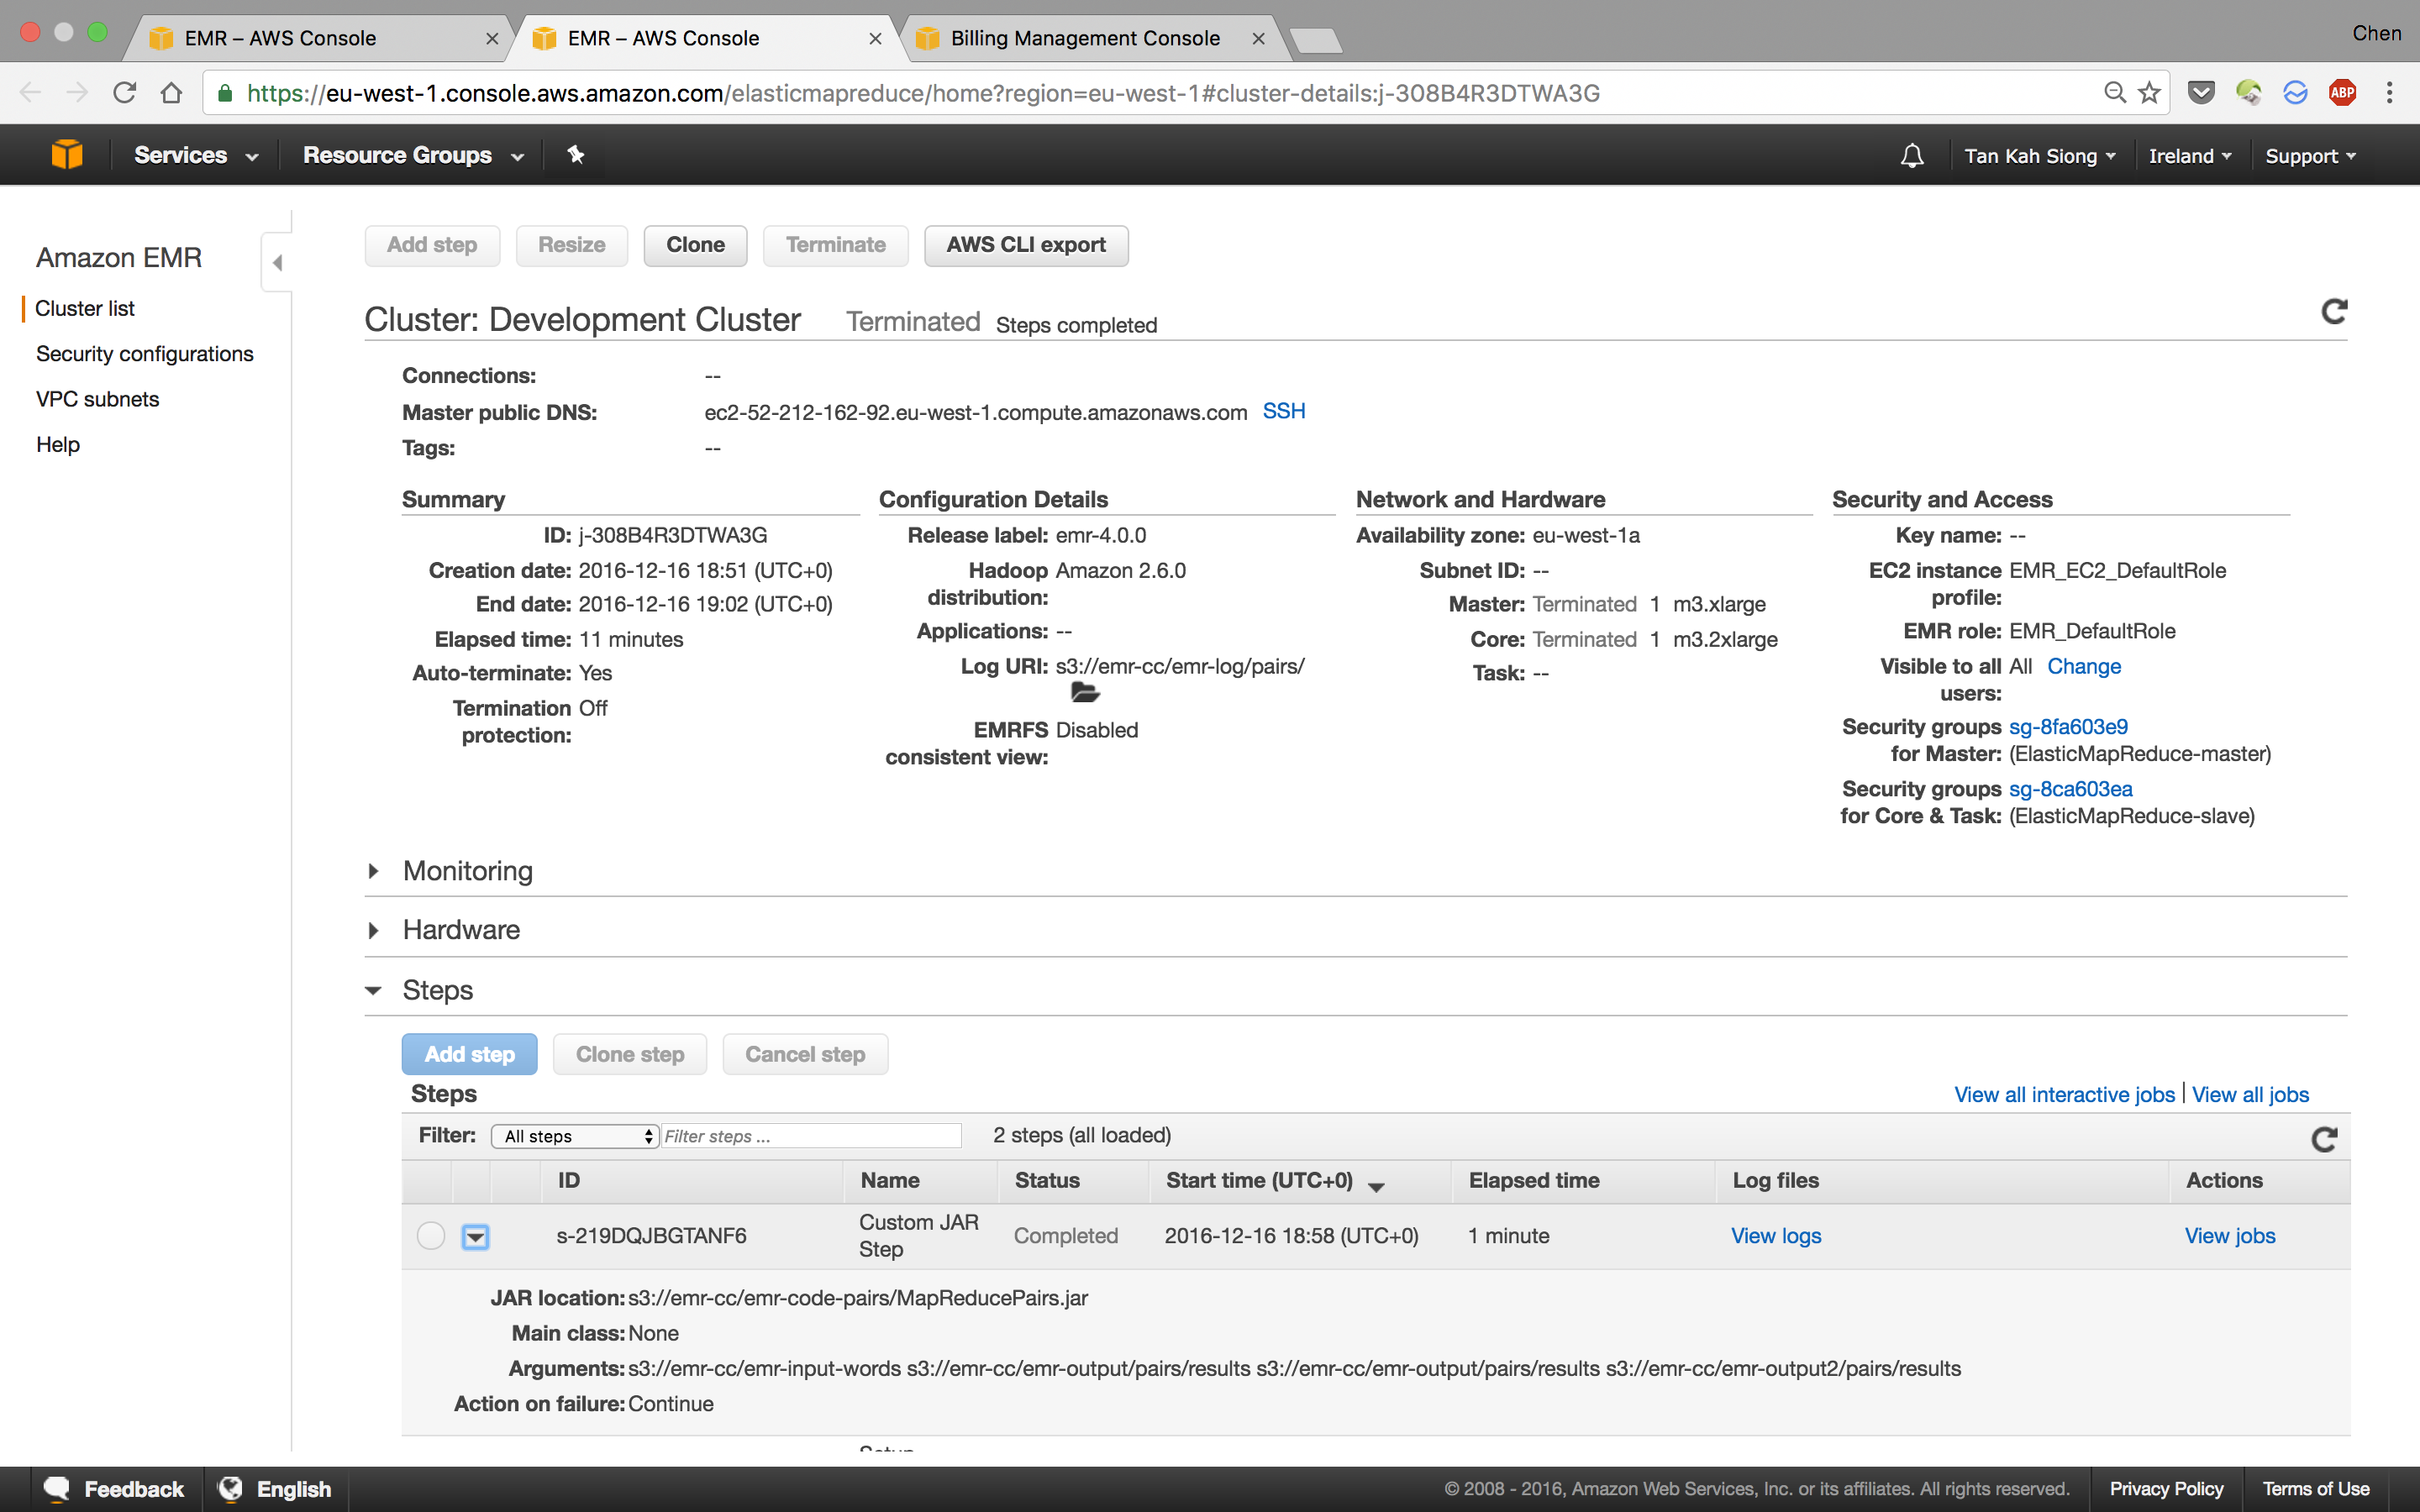 EMR – AWS Console
EMR – AWS Console
Billing Management Console
Chen
https://eu-west-1.console.aws.amazon.com/elasticmapreduce/home?region=eu-west-1#cluster-details:j-308B4R3DTWA3G
ABP
Services
Resource Groups
Tan Kah Siong
Ireland
Support
Amazon EMR
Cluster list
Security configurations
VPC subnets
Help
Add step
Resize
Clone
Terminate
AWS CLI export
Cluster: Development Cluster Terminated Steps completed
Connections: --
Master public DNS: ec2-52-212-162-92.eu-west-1.compute.amazonaws.com SSH
Tags: --
Summary
ID: j-308B4R3DTWA3G
Creation date: 2016-12-16 18:51 (UTC+0)
End date: 2016-12-16 19:02 (UTC+0)
Elapsed time: 11 minutes
Auto-terminate: Yes
Termination Off
protection:
Configuration Details
Release label: emr-4.0.0
Hadoop Amazon 2.6.0
distribution:
Applications: --
Log URI: s3://emr-cc/emr-log/pairs/
EMRFS Disabled
consistent view:
Network and Hardware
Availability zone: eu-west-1a
Subnet ID: --
Master: Terminated 1 m3.xlarge
Core: Terminated 1 m3.2xlarge
Task: --
Security and Access
Key name: --
EC2 instance EMR_EC2_DefaultRole
profile:
EMR role: EMR_DefaultRole
Visible to all All Change
users:
Security groups sg-8fa603e9
for Master: (ElasticMapReduce-master)
Security groups sg-8ca603ea
for Core & Task: (ElasticMapReduce-slave)
Monitoring
Hardware
Steps
Add step
Clone step
Cancel step
Steps
View all interactive jobs | View all jobs
Filter: All steps Filter steps ... 2 steps (all loaded)
ID Name Status Start time (UTC+0) Elapsed time Log files Actions
s-219DQJBGTANF6 Custom JAR Step Completed 2016-12-16 18:58 (UTC+0) 1 minute View logs View jobs
JAR location: s3://emr-cc/emr-code-pairs/MapReducePairs.jar
Main class: None
Arguments: s3://emr-cc/emr-input-words s3://emr-cc/emr-output/pairs/results s3://emr-cc/emr-output/pairs/results s3://emr-cc/emr-output2/pairs/results
Action on failure: Continue
Feedback
English
© 2008 - 2016, Amazon Web Services, Inc. or its affiliates. All rights reserved.
Privacy Policy
Terms of Use